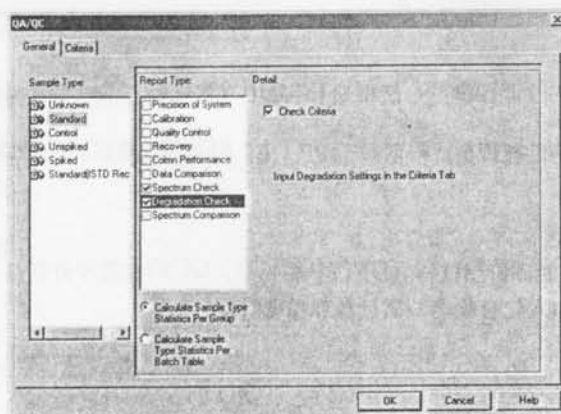 QA/QC
General
Criteria
Sample Type:
Unknown
Standard
Control
Unspiked
Spiked
Standard(ISTD Rec
Report Type:
Precision of System
Calibration
Quality Control
Recovery
Colmn Performance
Data Comparison
Spectrum Check
Degradation Check
Spectrum Comparison
Calculate Sample Type
Statistics Per Group
Calculate Sample
Type Statistics Per
Batch Table
Detail:
Check Criteria
Input Degradation Settings in the Criteria Tab
OK
Cancel
Help